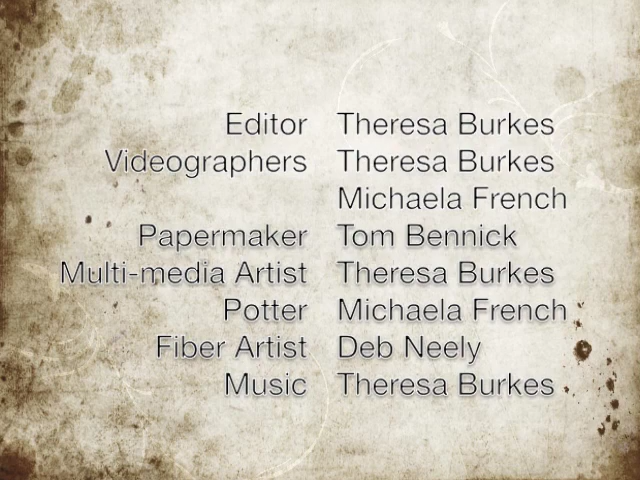 Editor Theresa Burkes
Videographers Theresa Burkes
Michaela French
Papermaker Tom Bennick
Multi-media Artist Theresa Burkes
Potter Michaela French
Fiber Artist Deb Neely
Music Theresa Burkes